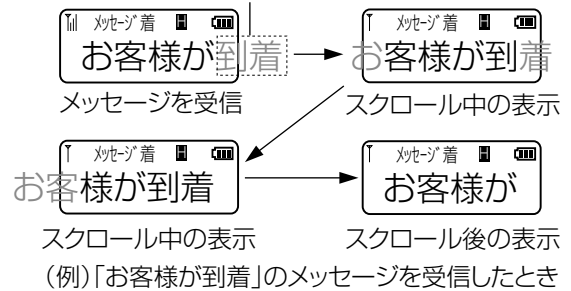 メッセージ着
お客様が到着
メッセージを受信
メッセージ着
お客様が到着
スクロール中の表示
メッセージ着
お客様が到着
スクロール中の表示
メッセージ着
お客様が
スクロール後の表示
（例）「お客様が到着」のメッセージを受信したとき